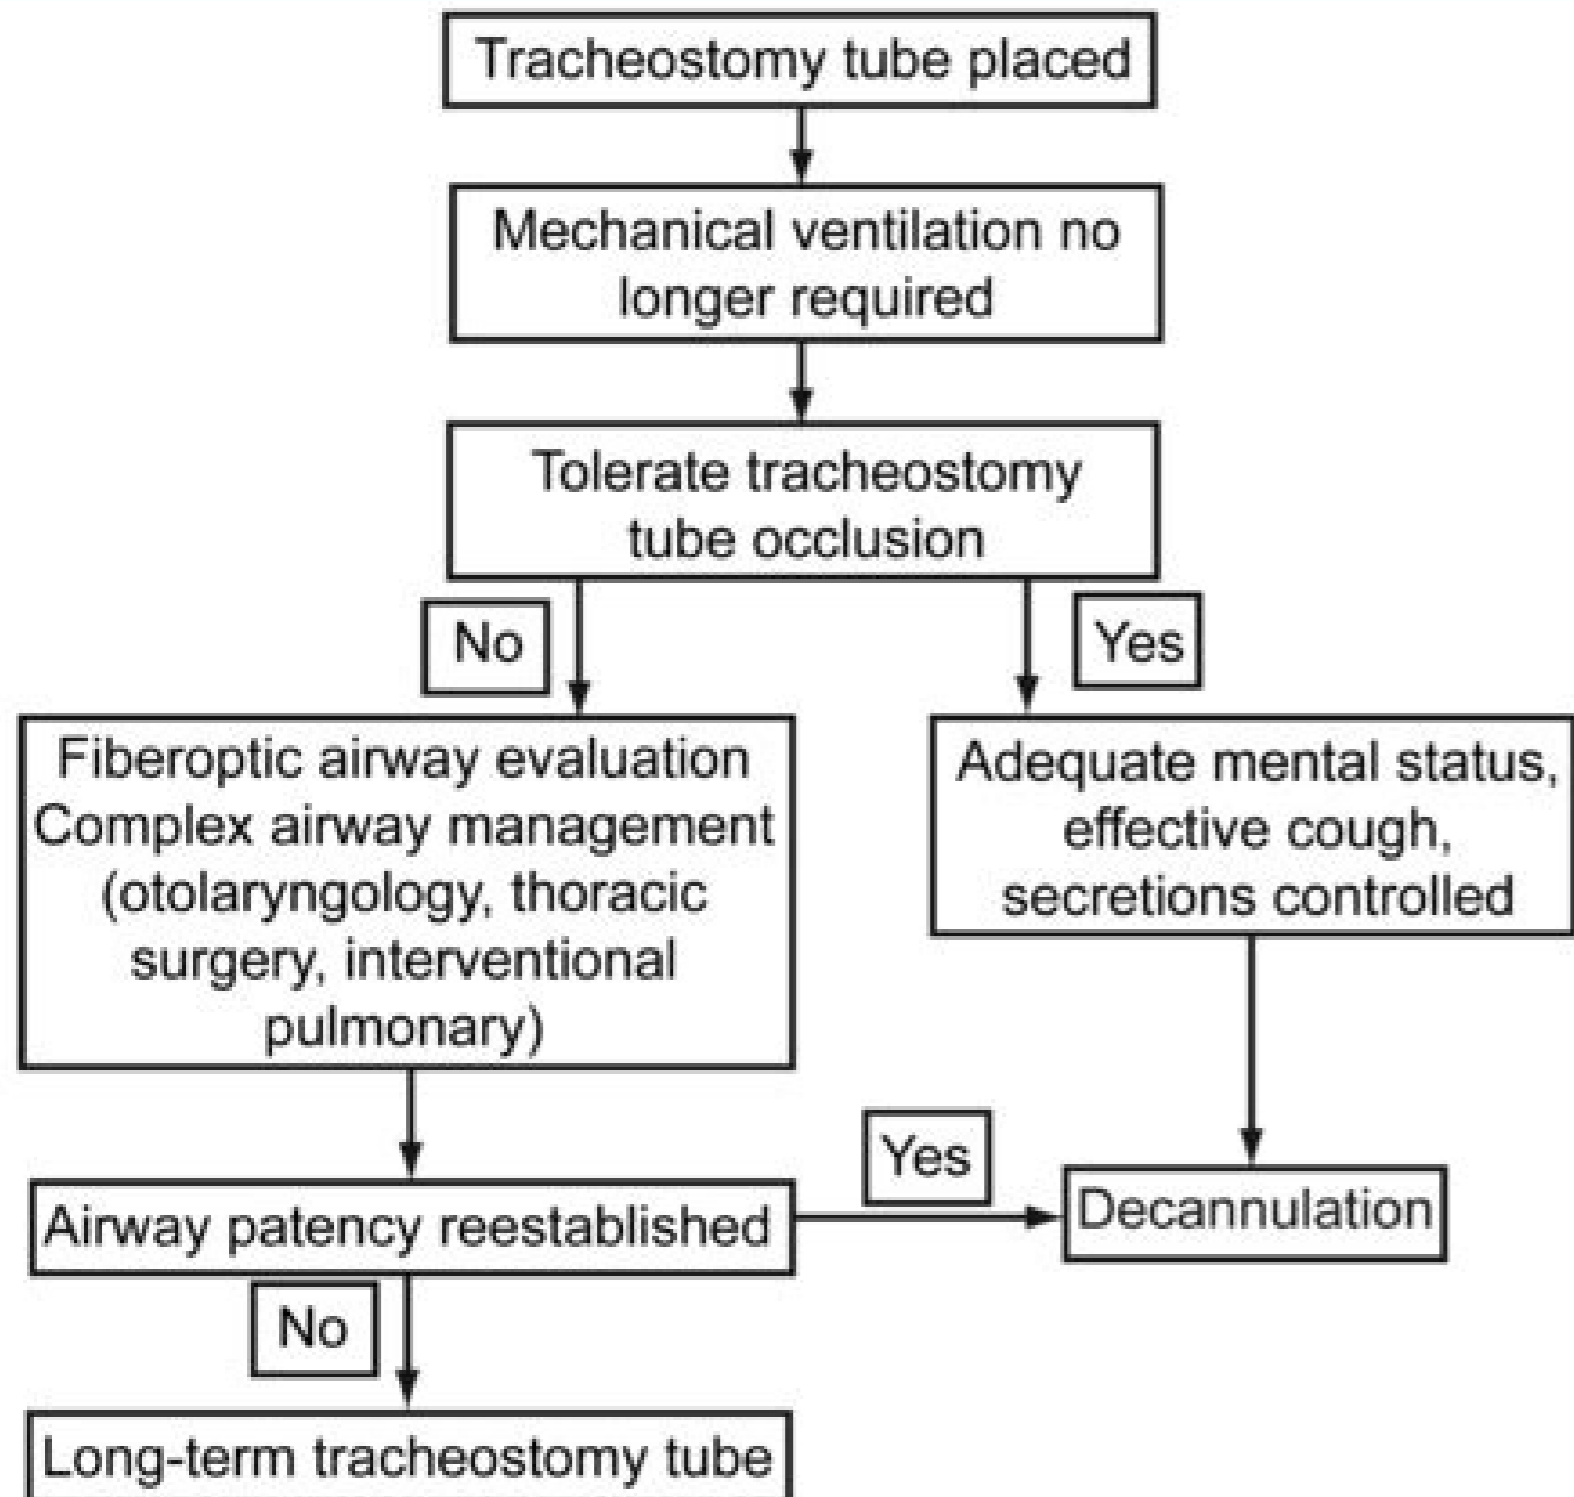 Tracheostomy tube placed
Mechanical ventilation no
longer required
Tolerate tracheostomy
tube occlusion
No
Yes
Fiberoptic airway evaluation
Complex airway management
(otolaryngology, thoracic
surgery, interventional
pulmonary)
Adequate mental status,
effective cough,
secretions controlled
Yes
Airway patency reestablished
Decannulation
No
Long-term tracheostomy tube